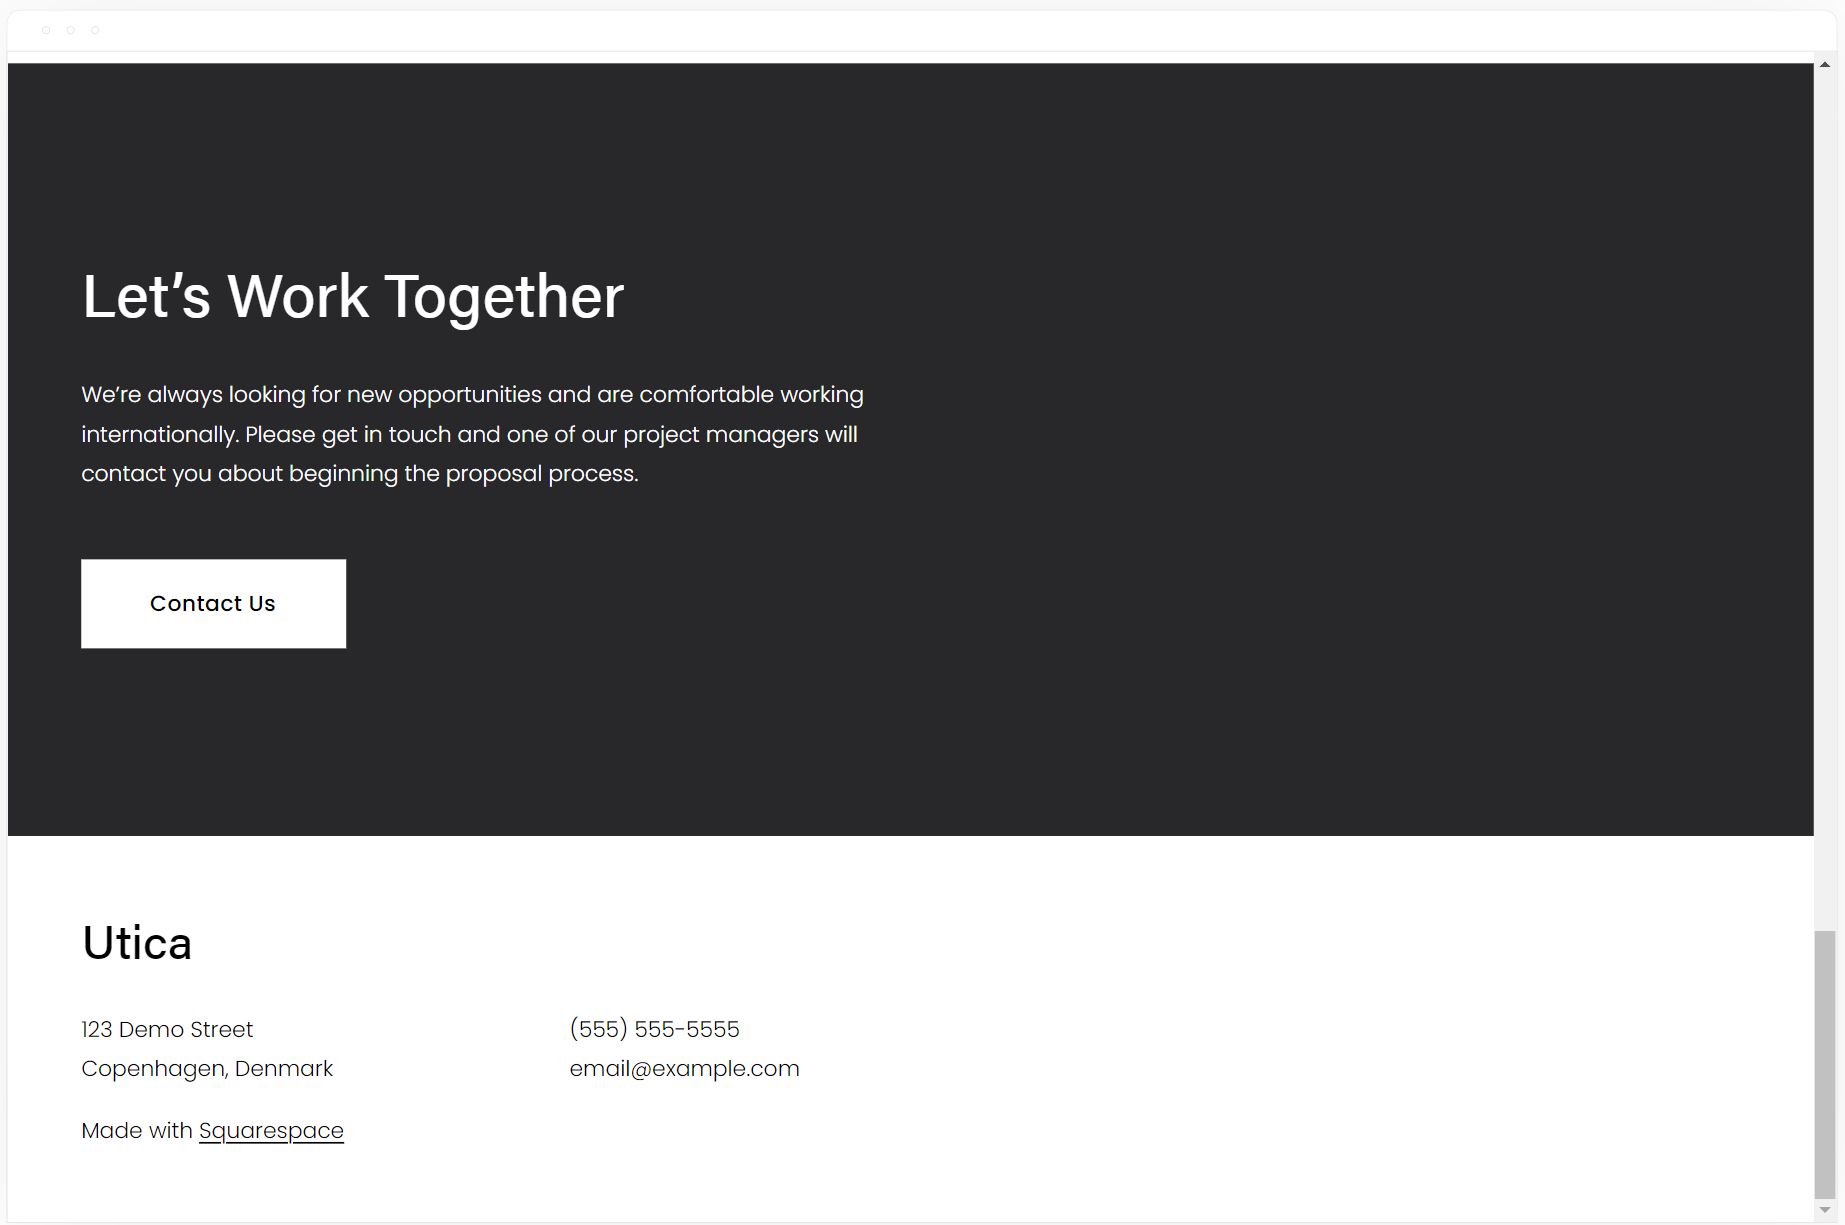 Let’s Work Together
We’re always looking for new opportunities and are comfortable working
internationally. Please get in touch and one of our project managers will
contact you about beginning the proposal process.
Contact Us
Utica
123 Demo Street
Copenhagen, Denmark
(555) 555-5555
email@example.com
Made with Squarespace